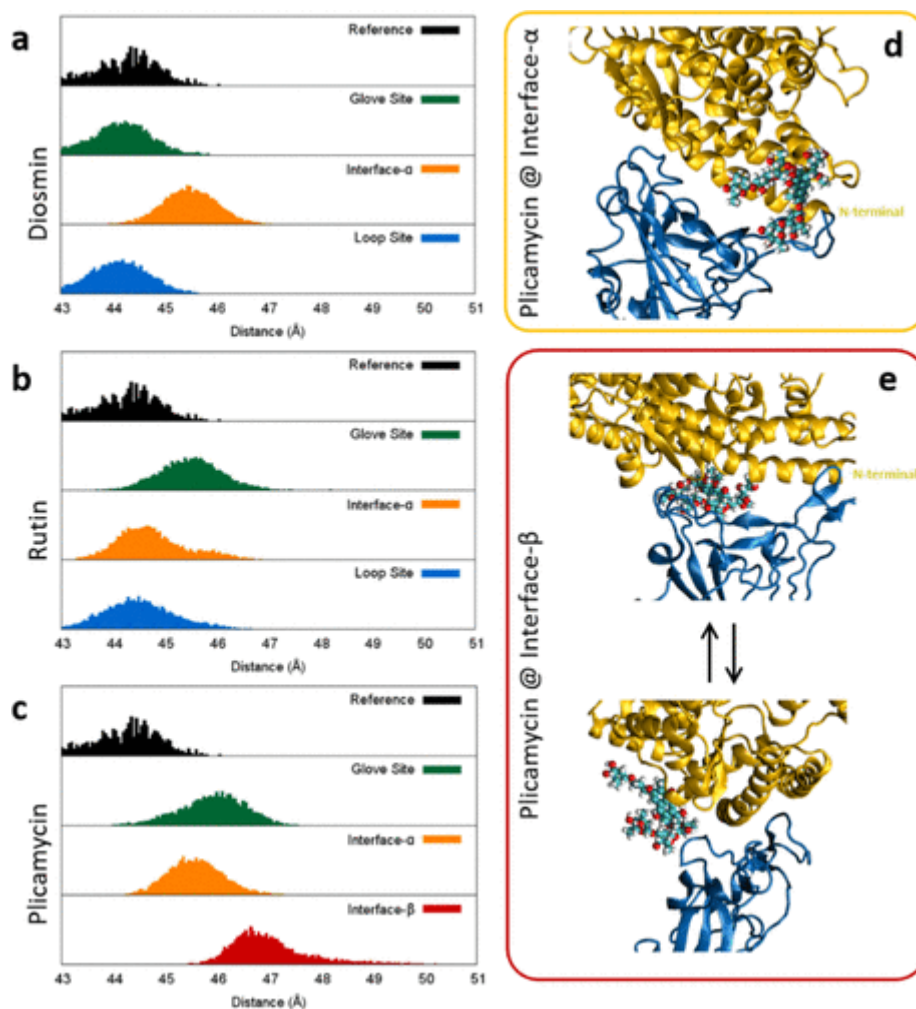 a
Diosmin
Reference
Glove Site
Interface-α
Loop Site
43 44 45 46 47 48 49 50 51
Distance (Å)
b
Rutin
Reference
Glove Site
Interface-α
Loop Site
43 44 45 46 47 48 49 50 51
Distance (Å)
c
Plicamycin
Reference
Glove Site
Interface-α
Interface-β
43 44 45 46 47 48 49 50 51
Distance (Å)
d
Plicamycin @ Interface-α
N-terminal
e
Plicamycin @ Interface-β
N-terminal